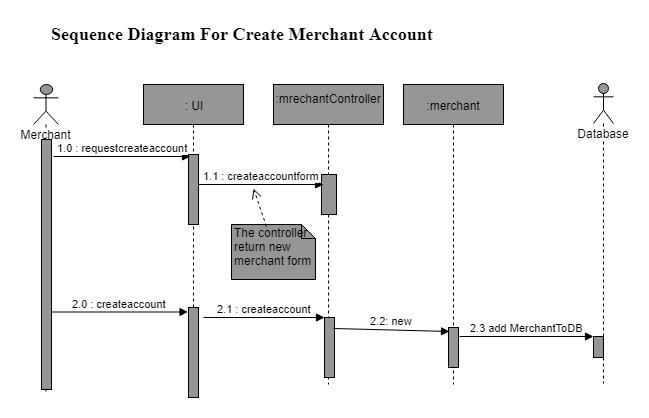 Sequence Diagram For Create Merchant Account
: UI
:mrechantController
:merchant
Merchant
Database
1.0 : requestcreateaccount
1.1 : createaccountform
The controller
return new
merchant form
2.0 : createaccount
2.1 : createaccount
2.2: new
2.3 add MerchantToDB